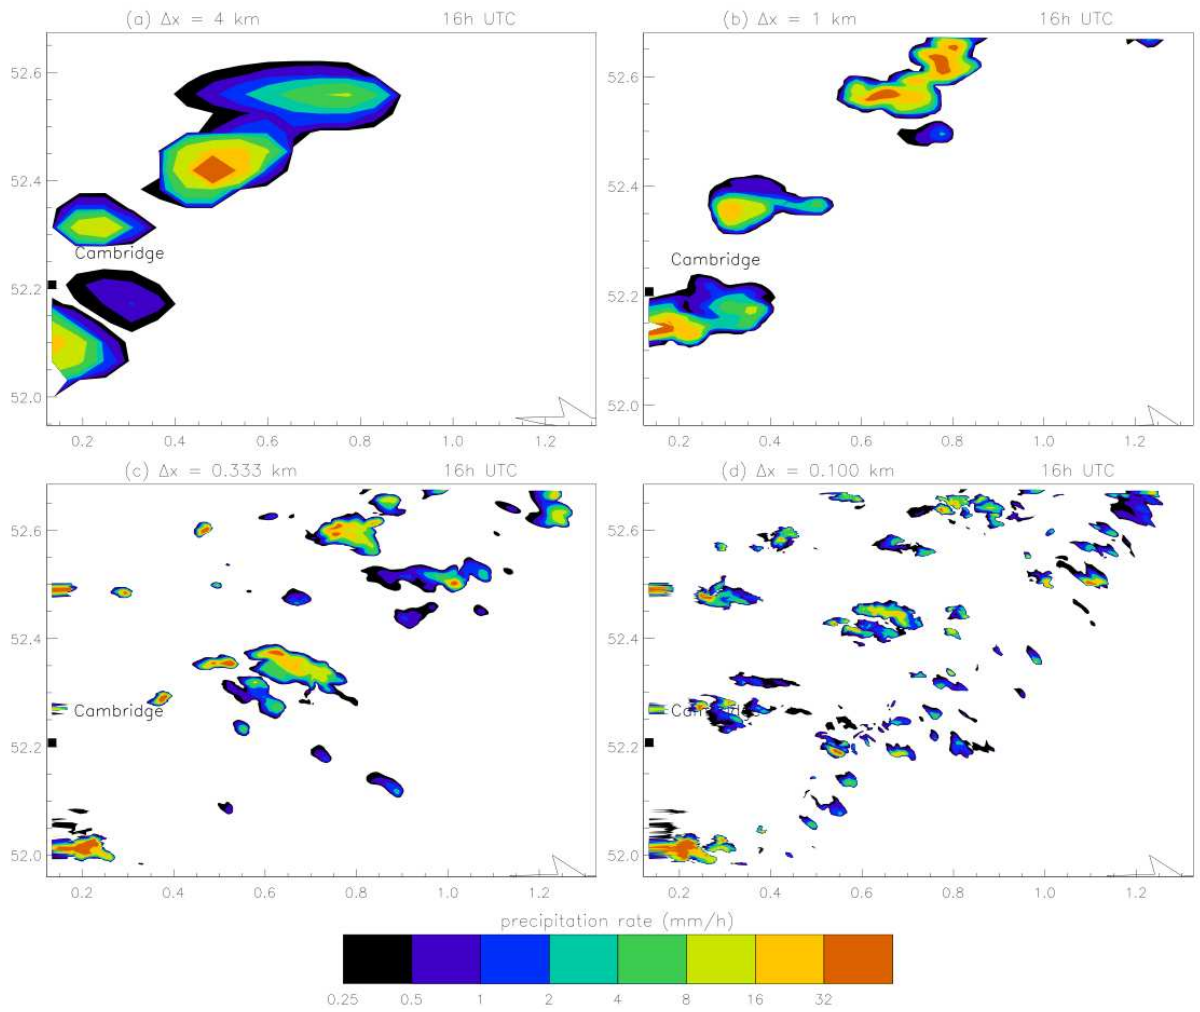 (a) Δx = 4 km 16h UTC
(b) Δx = 1 km 16h UTC
52.6
52.4
52.2
52.0
Cambridge
0.2 0.4 0.6 0.8 1.0 1.2
52.6
52.4
52.2
52.0
Cambridge
0.2 0.4 0.6 0.8 1.0 1.2
(c) Δx = 0.333 km 16h UTC
(d) Δx = 0.100 km 16h UTC
52.6
52.4
52.2
52.0
Cambridge
0.2 0.4 0.6 0.8 1.0 1.2
52.6
52.4
52.2
52.0
Cambridge
0.2 0.4 0.6 0.8 1.0 1.2
precipitation rate (mm/h)
0.25 0.5 1 2 4 8 16 32